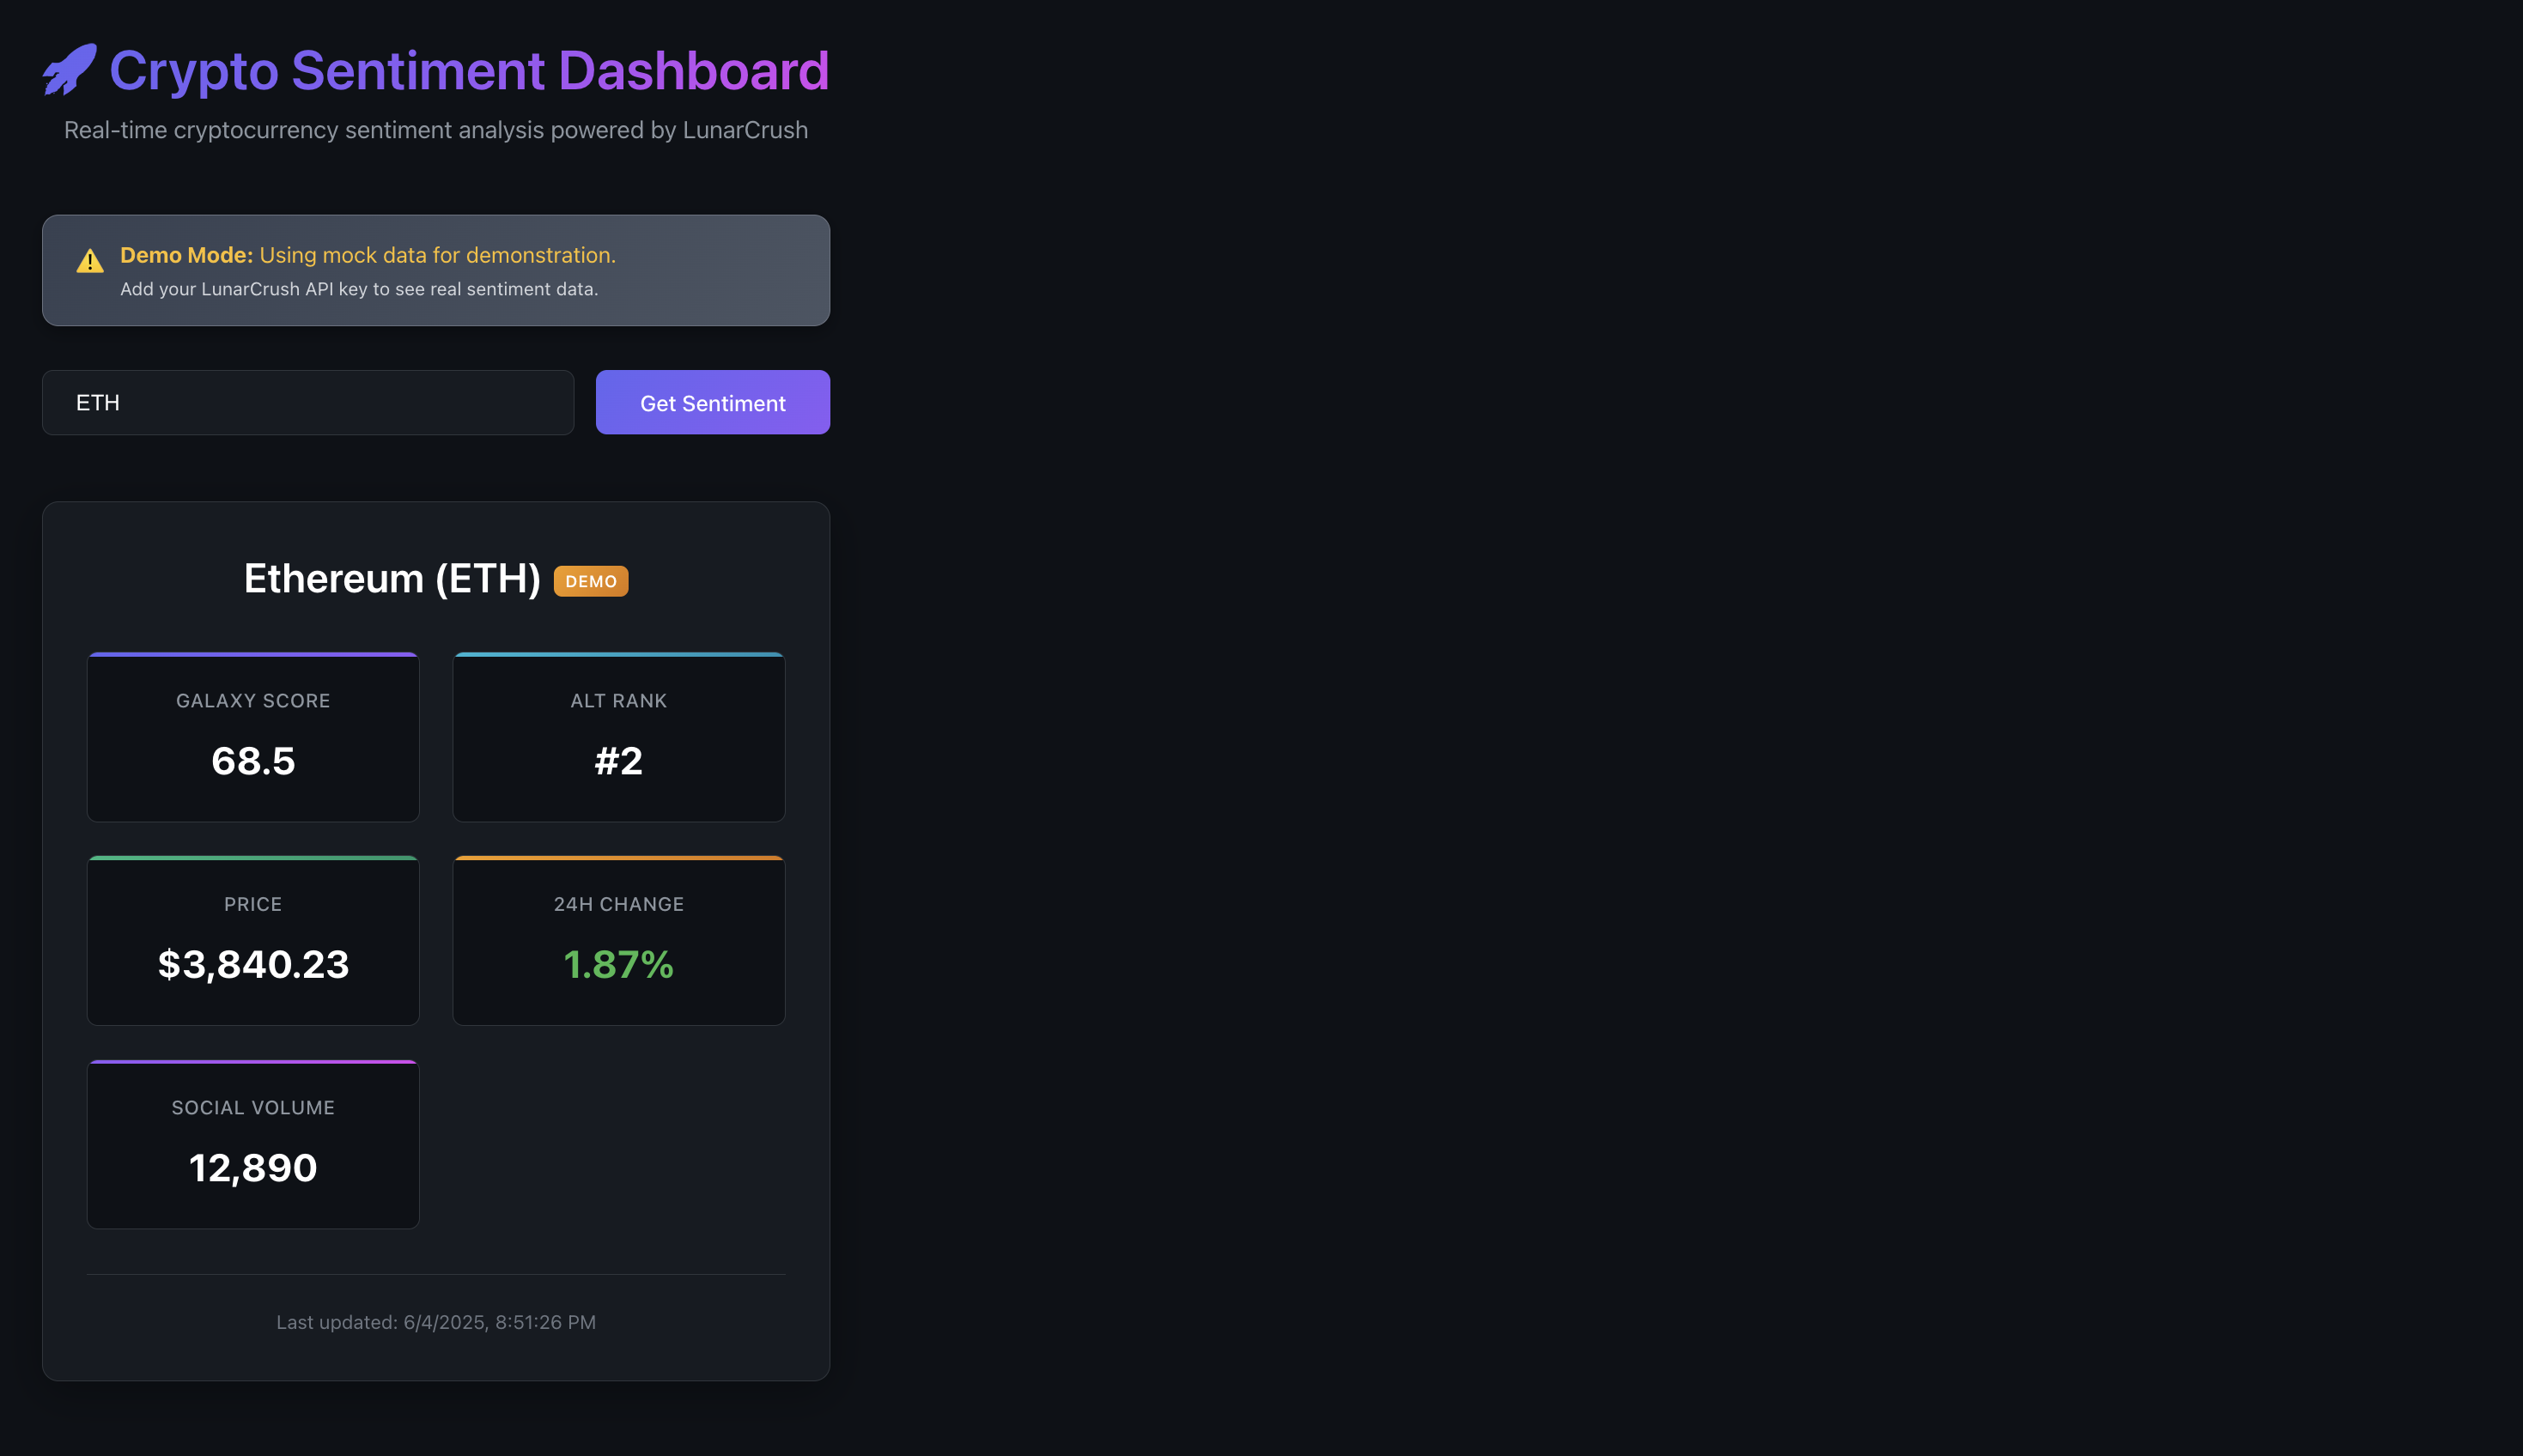 Crypto Sentiment Dashboard
Real-time cryptocurrency sentiment analysis powered by LunarCrush
Demo Mode: Using mock data for demonstration.
Add your LunarCrush API key to see real sentiment data.
ETH
Get Sentiment
Ethereum (ETH) DEMO
GALAXY SCORE
68.5
ALT RANK
#2
PRICE
$3,840.23
24H CHANGE
1.87%
SOCIAL VOLUME
12,890
Last updated: 6/4/2025, 8:51:26 PM